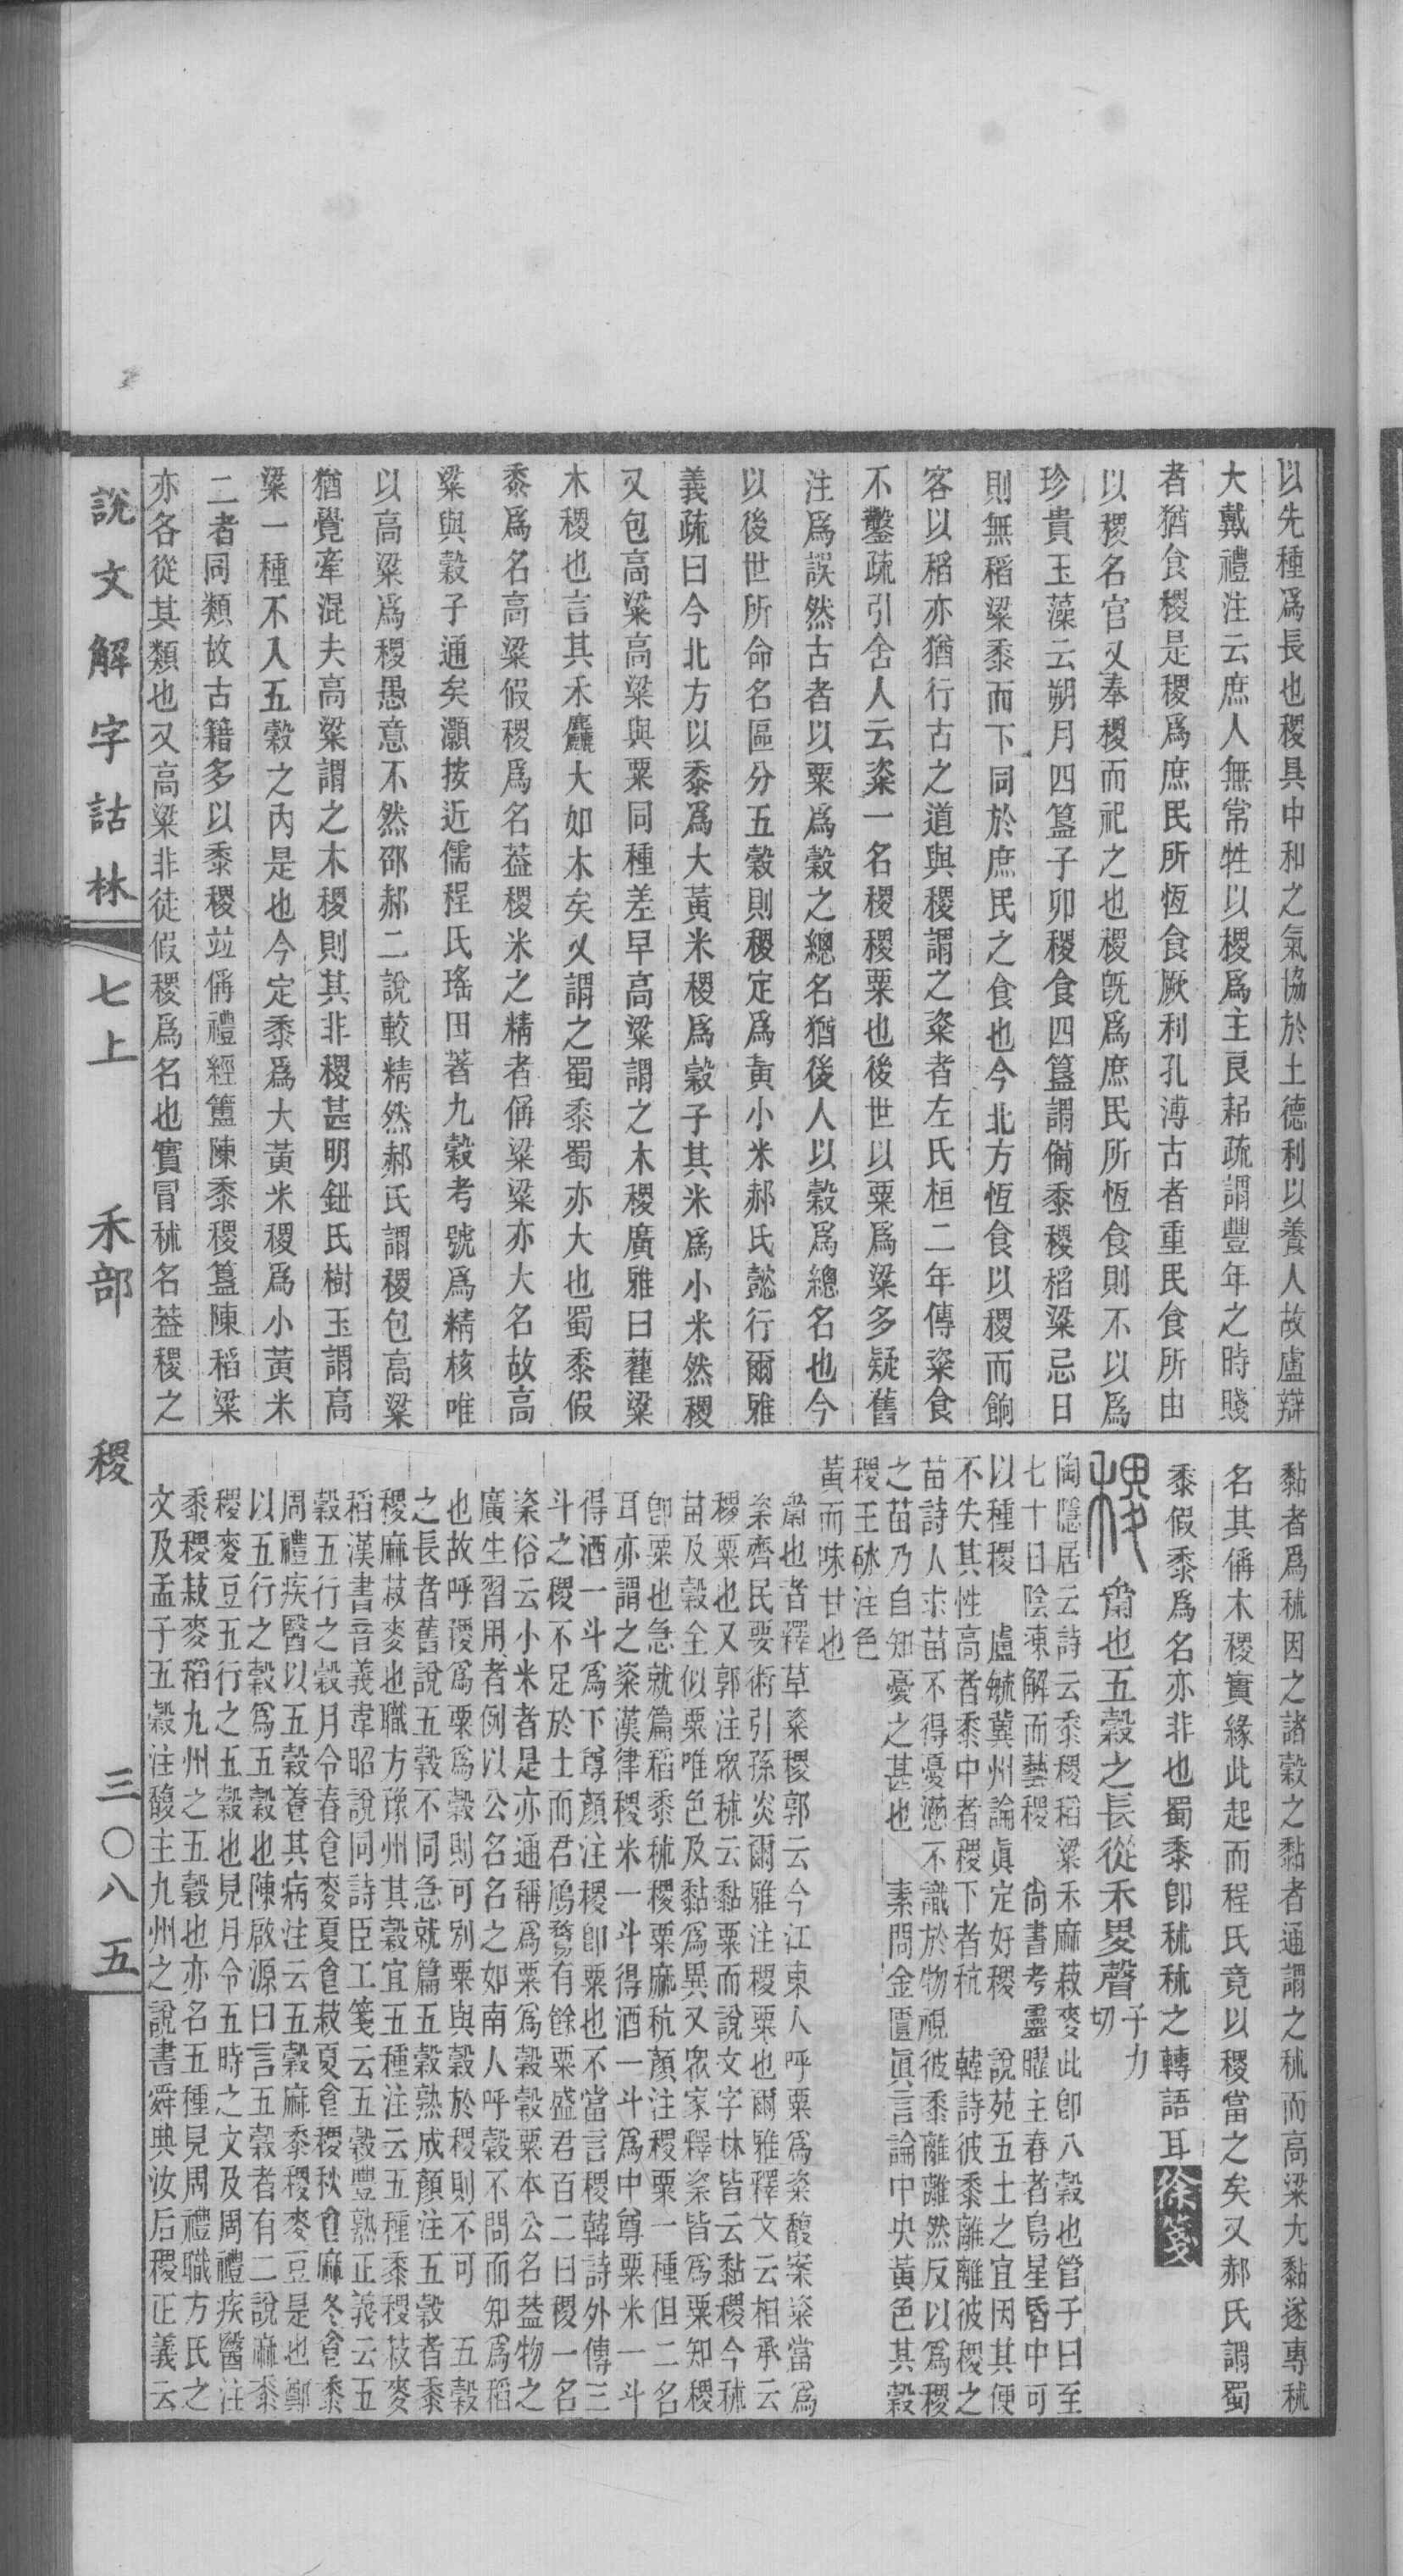 以先種爲長也稷具中和之氣協於土德利以養人故盧辯
大戴禮注云庶人無常牲以稷爲主良耜疏謂豐年之時賤
者猶食稷是稷爲庶民所恆食厥利孔溥古者重民食所由
以稷名官又奉稷而祀之也稷旣爲庶民所恆食則不以爲
珍貴玉藻云朔月四簋子卯稷食四簋謂備黍稷稻粱忌日
則無稻粱黍而下同於庶民之食也今北方恆食以稷而餉
客以稻亦猶行古之道與稷謂之粢者左氏桓二年傳粢食
不鑿疏引舍人云粢一名稷稷粟也後世以粟爲粱多疑舊
注爲誤然古者以粟爲穀之總名猶後人以穀爲總名也今
以後世所命名區分五穀則稷定爲黃小米郝氏懿行爾雅
義疏曰今北方以黍爲大黃米稷爲穀子其米爲小米然稷
又包高粱高粱與粟同種差早高粱謂之木稷廣雅曰藋粱
木稷也言其禾麤大如木矣又謂之蜀黍蜀亦大也蜀黍假
黍爲名高粱假稷爲名葢稷米之精者偁粱粱亦大名故高
粱與穀子通矣灝按近儒程氏瑤田著九穀考號爲精核唯
以高粱爲稷愚意不然邵郝二說較精然郝氏謂稷包高粱
猶覺牽混夫高粱謂之木稷則其非稷甚明鈕氏樹玉謂高
粱一種不入五穀之內是也今定黍爲大黃米稷爲小黃米
二者同類故古籍多以黍稷竝偁禮經簠陳黍稷簋陳稻粱
亦各從其類也又高粱非徒假稷爲名也實冒秫名葢稷之
黏者爲秫因之諸穀之黏者通謂之秫而高粱尢黏遂專秫
名其偁木稷實緣此起而程氏竟以稷當之矣又郝氏謂蜀
黍假黍爲名亦非也蜀黍卽秫秫之轉語耳徐箋
稷 𪗉也五穀之長從禾畟聲子力切
陶隱居云詩云黍稷稻粱禾麻菽麥此卽八穀也管子曰至
七十日陰凍解而藝稷 尙書考靈曜主春者鳥星昏中可
以種稷 盧毓冀州論眞定好稷 說苑五土之宜因其便
不失其性高者黍中者稷下者秔 韓詩彼黍離離彼稷之
苗詩人求苗不得憂懣不識於物視彼黍離離然反以爲稷
之苗乃自知憂之甚也 素問金匱眞言論中央黃色其穀
稷王砅注色
黃而味甘也
𪗉也者釋草粢稷郭云今江東人呼粟爲粢馥案粢當爲
𥻝齊民要術引孫炎爾雅注稷粟也爾雅釋文云相承云
稷粟也又郭注眾秫云黏粟而說文字林皆云黏稷今秫
苗及穀全似粟唯色及黏爲異又眾家釋粢皆爲粟知稷
卽粟也急就篇稻黍秫稷粟麻秔顏注稷粟一種但二名
耳亦謂之粢漢律稷米一斗得酒一斗爲中尊粟米一斗
得酒一斗爲下尊顏注稷卽粟也不當言稷韓詩外傳三
斗之稷不足於士而君鴈鶩有餘粟盛君百二曰稷一名
粢俗云小米者是亦通稱爲粟爲穀穀粟本公名葢物之
廣生習用者例以公名名之如南人呼穀不問而知爲稻
也故呼稷爲粟爲穀則可別粟與穀於稷則不可 五穀
之長者舊說五穀不同急就篇五穀熟成顏注五穀者黍
稷麻菽麥也職方豫州其穀宜五種注云五種黍稷菽麥
稻漢書音義韋昭說同詩臣工箋云五穀豐熟正義云五
穀五行之穀月令春食麥夏食菽夏食稷秋食麻冬食黍
周禮疾醫以五穀養其病注云五穀麻黍稷麥豆是也鄭
以五行之穀爲五穀也陳啟源曰言五穀者有二說麻黍
稷麥豆五行之五穀也見月令五時之文及周禮疾醫注
黍稷菽麥稻九州之五穀也亦名五種見周禮職方氏之
文及孟子五穀注馥主九州之說書舜典汝后稷正義云
說文解字詁林 七上 禾部 稷 三〇八五